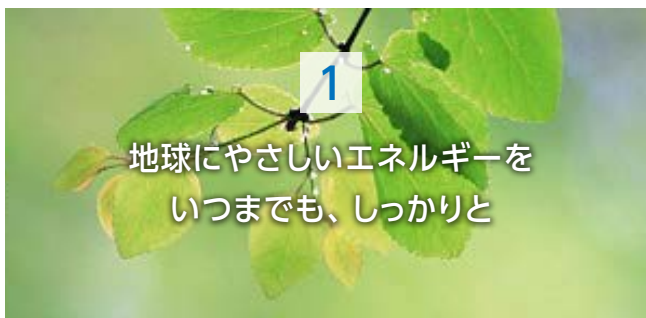 1
地球にやさしいエネルギーを
いつまでも、しっかりと